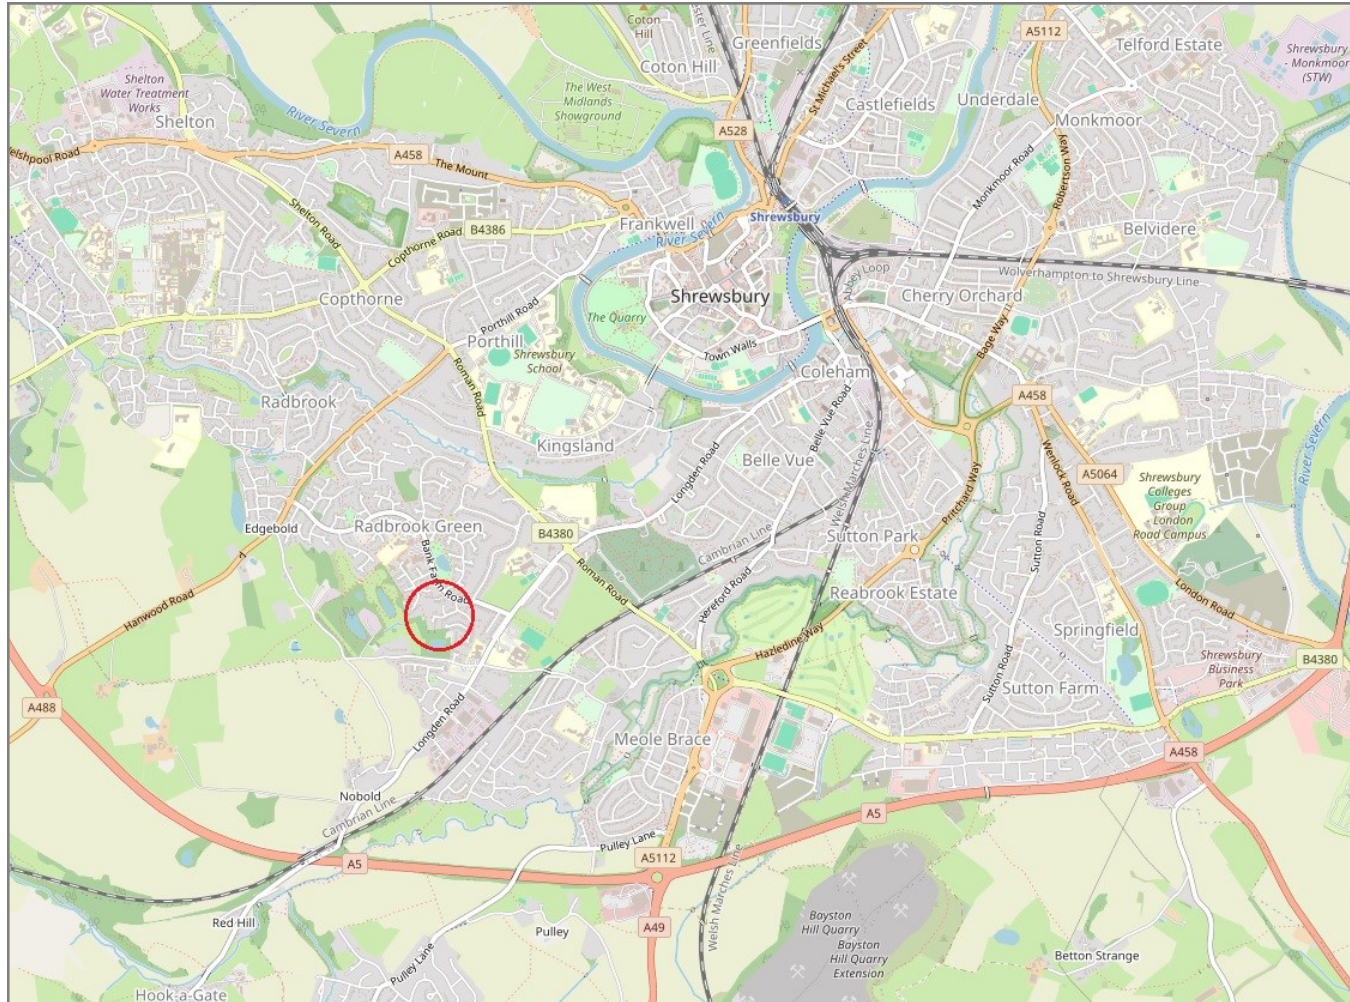 Coton
Hill
Greenfields
A5112
Telford Estate
Shrewsbury
- Monkmoor
(STW)
Coton Hill
St Michael's Street
Shelton
Water Treatment
Works
The West
Midlands
Showground
Castlefields
Underdale
Monkmoor
Shelton
River Severn
A528
A458
The Mount
Welshpool Road
Monkmoor Road
Robertson Way
Shelton Road
Copthorne Road
B4386
Frankwell
River Severn
Shrewsbury
Belvidere
Abbey Loop
Wolverhampton to Shrewsbury Line
Copthorne
Shrewsbury
Cherry Orchard
Porthill Road
The Quarry
Porthill
Shrewsbury
School
Town Walls
Bage Way
Coleham
Roman Road
Radbrook
A458
Kingsland
Belle Vue Road
Longden Road
Belle Vue
Welsh Marches Line
Wenlock Road
A5064
Shrewsbury
Colleges
Group
London
Road Campus
River Severn
Pritchard Way
Edgebold
Radbrook Green
B4380
Cambrian Line
Sutton Park
Sutton Road
Bank Farm Road
Roman Road
Hereford Road
Reabrook Estate
London Road
Hanwood Road
Springfield
Hazledine Way
Shrewsbury
Business
Park
B4380
Sutton Road
Sutton Farm
A488
Longden Road
Meole Brace
A458
Nobold
Cambrian Line
A5
A5
Pulley Lane
A5112
Welsh Marches Line
Red Hill
A49
Pulley
Bayston
Hill Quarry
Bayston
Hill Quarry
Extension
Betton Strange
Pulley Lane
Hook-a-Gate